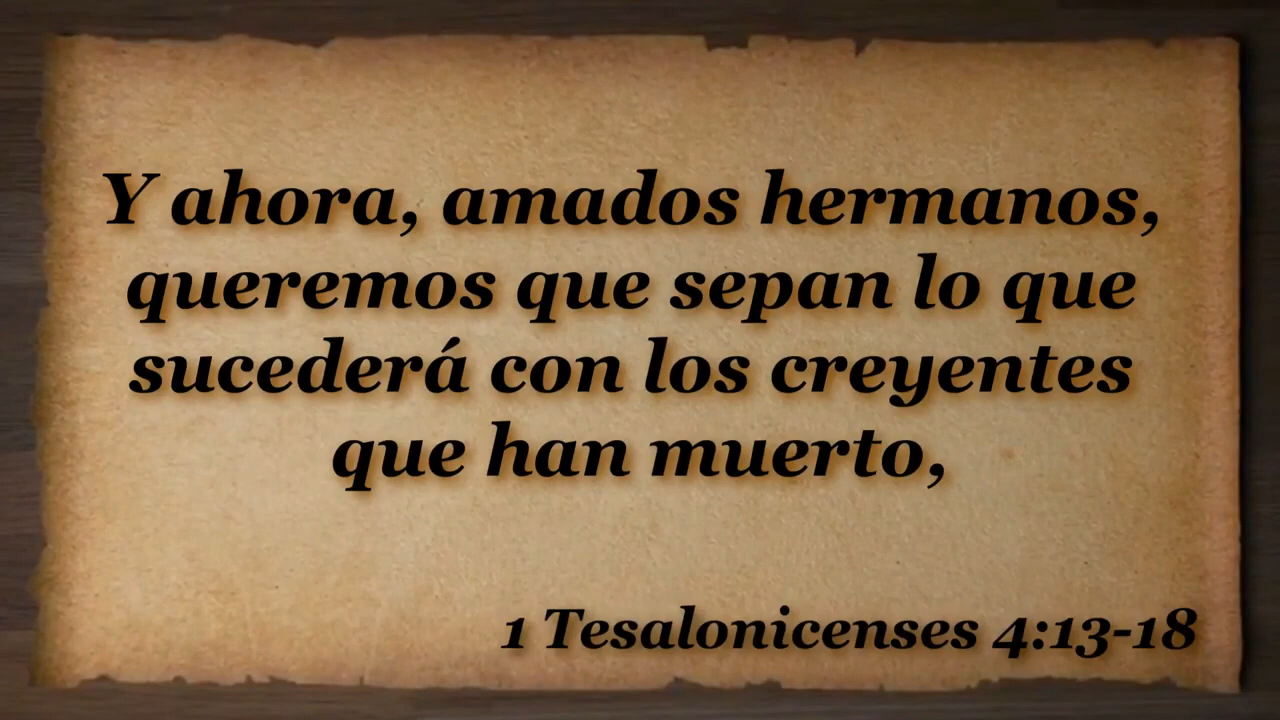 Y ahora, amados hermanos,
queremos que sepan lo que
sucederá con los creyentes
que han muerto,
1 Tesalonicenses 4:13-18